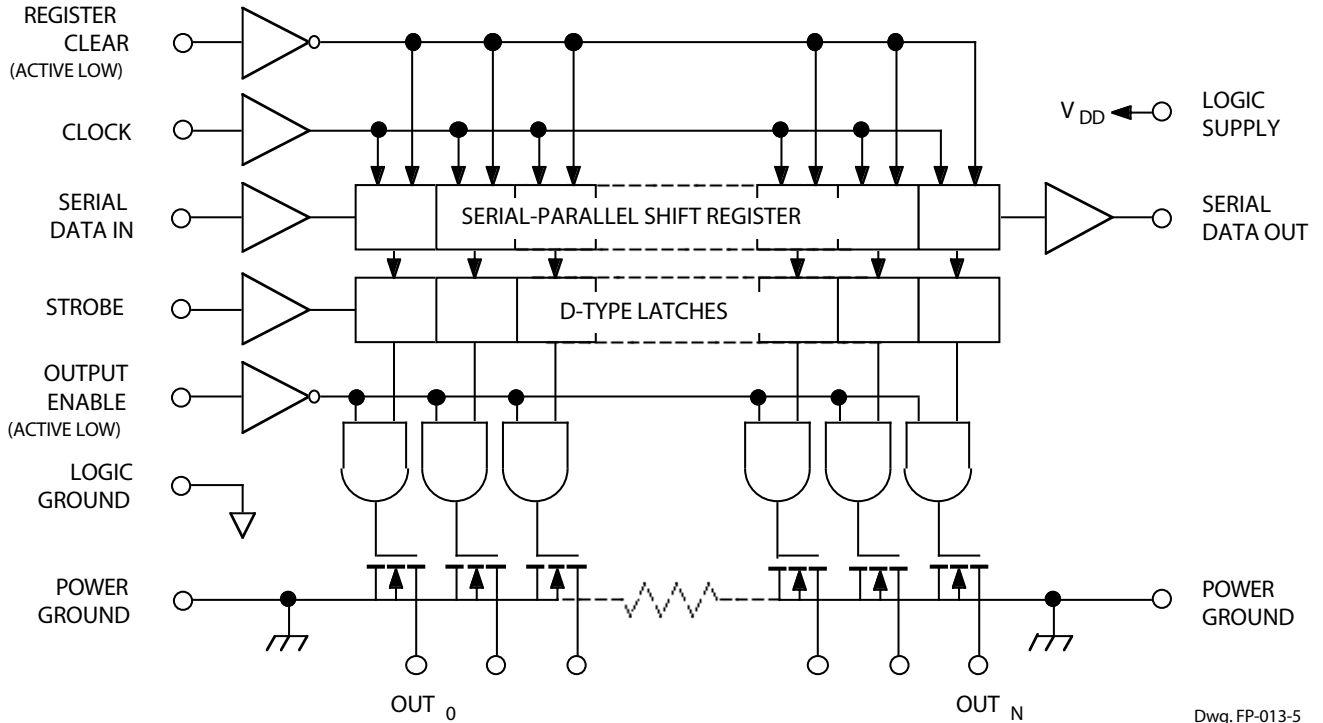 REGISTER
CLEAR
(ACTIVE LOW)
CLOCK
V DD
LOGIC
SUPPLY
SERIAL
DATA IN
SERIAL-PARALLEL SHIFT REGISTER
SERIAL
DATA OUT
STROBE
D-TYPE LATCHES
OUTPUT
ENABLE
(ACTIVE LOW)
LOGIC
GROUND
POWER
GROUND
POWER
GROUND
OUT 0
OUT N
Dwg. FP-013-5